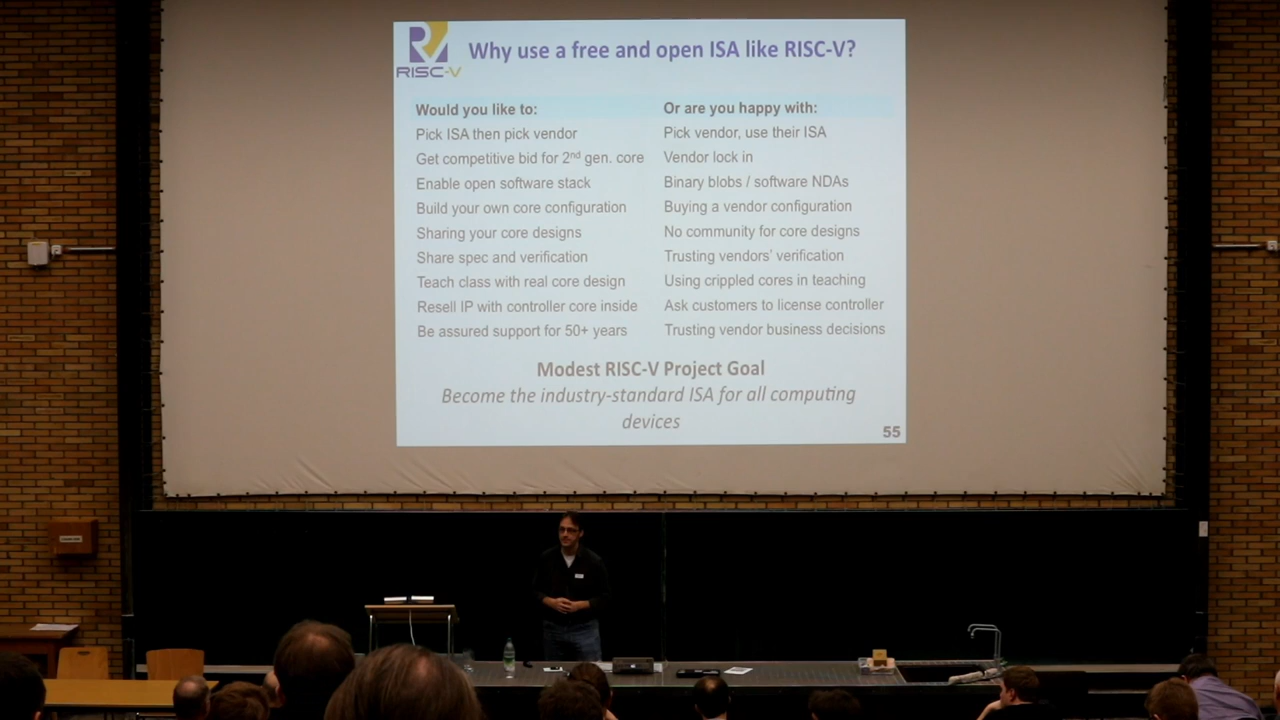 RISC-V
Why use a free and open ISA like RISC-V?
Would you like to:
Or are you happy with:
Pick ISA then pick vendor
Pick vendor, use their ISA
Get competitive bid for 2nd gen. core
Vendor lock in
Enable open software stack
Binary blobs / software NDAs
Build your own core configuration
Buying a vendor configuration
Sharing your core designs
No community for core designs
Share spec and verification
Trusting vendors' verification
Teach class with real core design
Using crippled cores in teaching
Resell IP with controller core inside
Ask customers to license controller
Be assured support for 50+ years
Trusting vendor business decisions
Modest RISC-V Project Goal
Become the industry-standard ISA for all computing
devices
55